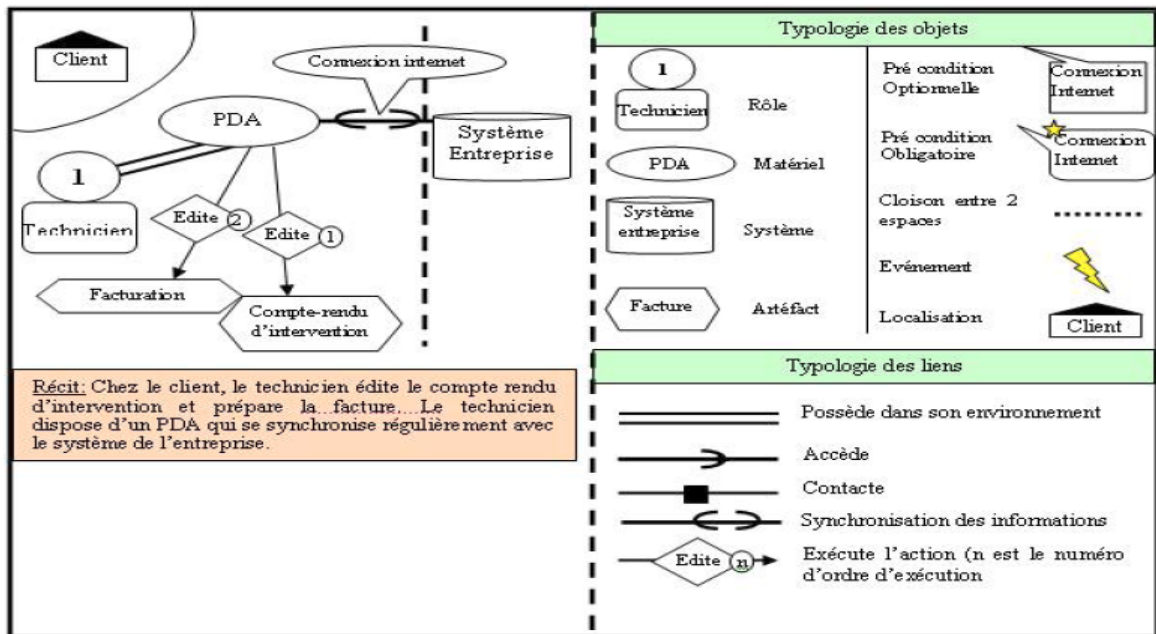 Client
Connexion internet
PDA
Système
Entreprise
1
Technicien
Edite 2
Edite 1
Facturation
Compte-rendu
d'intervention
Récit: Chez le client, le technicien édite le compte rendu
d'intervention et prépare la facture. Le technicien
dispose d'un PDA qui se synchronise régulièrement avec
le système de l'entreprise.
Typologie des objets
1
Technicien
Rôle
PDA
Matériel
Système
entreprise
Système
Facture
Artéfact
Pré condition
Optionnelle
Connexion
Internet
Pré condition
Obligatoire
Connexion
Internet
Cloison entre 2
espaces
Evénement
Localisation
Client
Typologie des liens
Possède dans son environnement
Accède
Contacte
Synchronisation des informations
Edite n
Exécute l'action (n est le numéro
d'ordre d'exécution